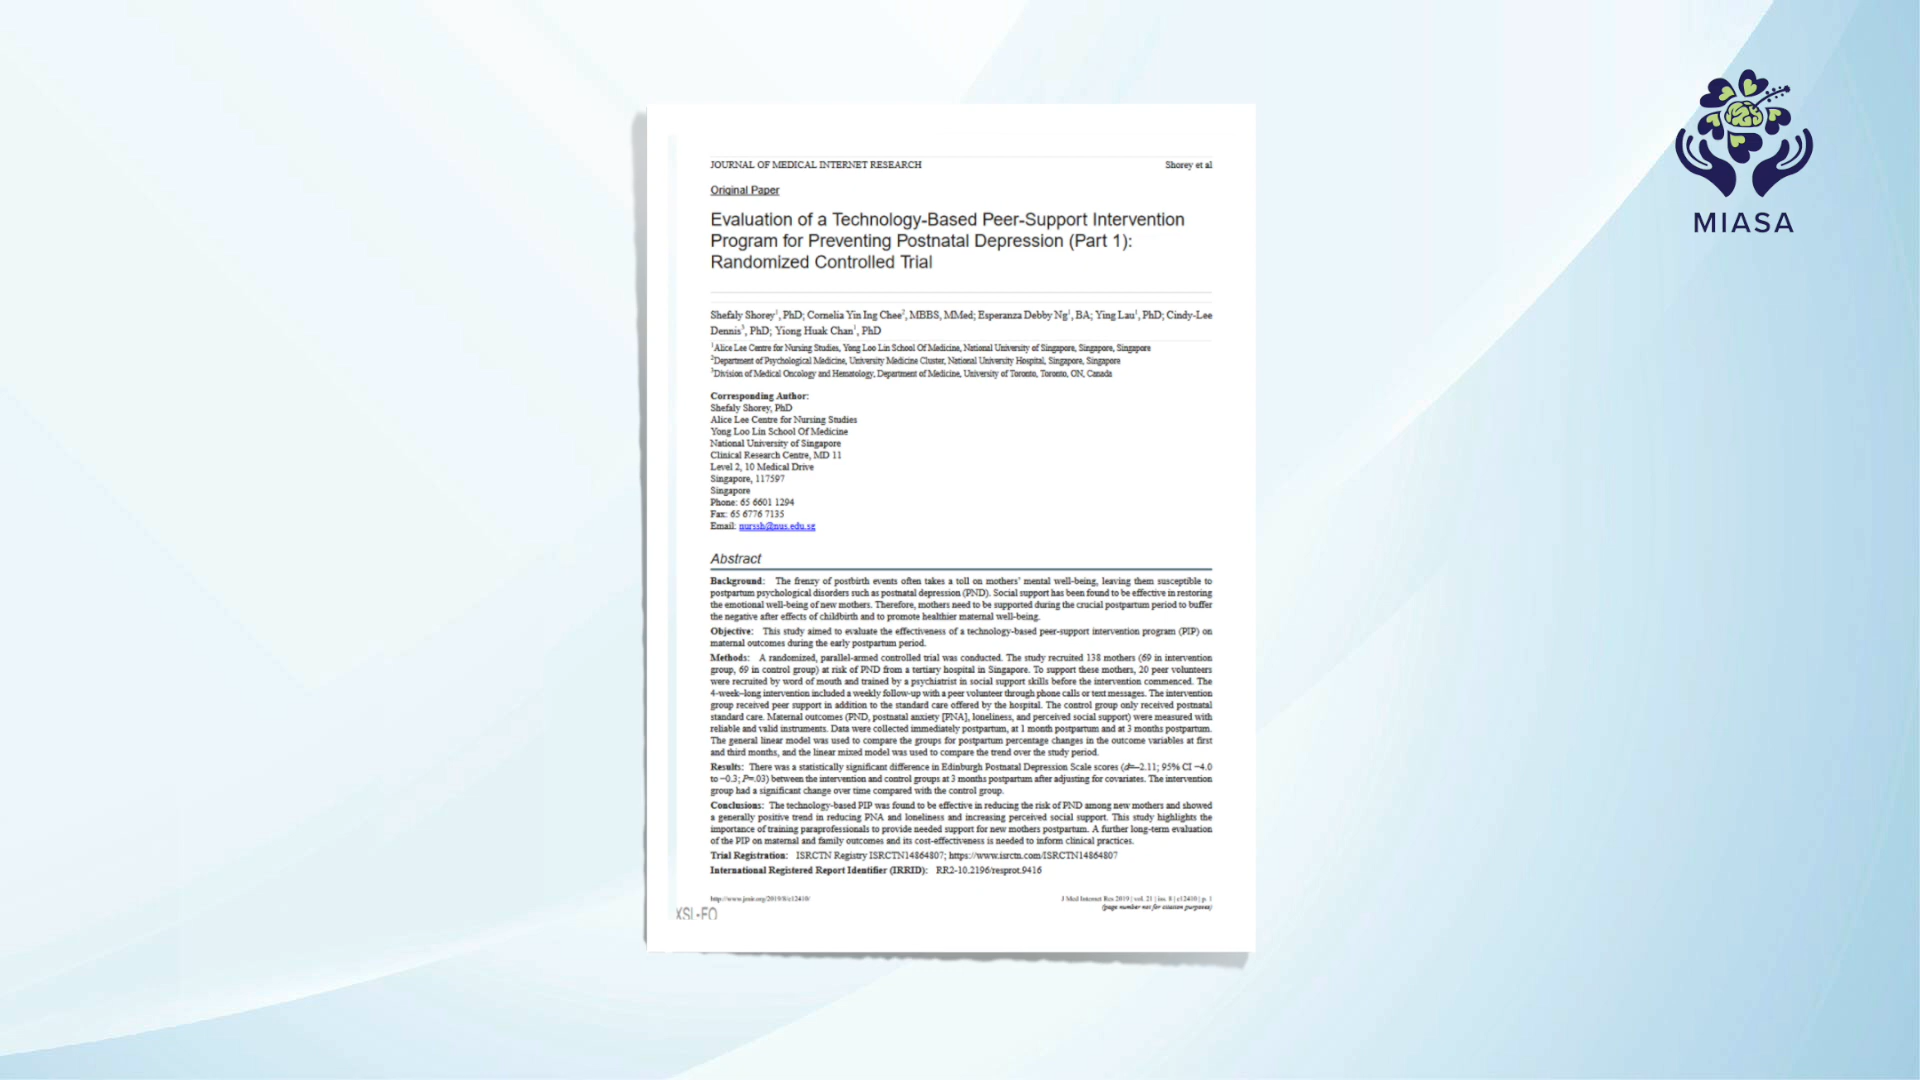 JOURNAL OF MEDICAL INTERNET RESEARCH
Shorey et al
Original Paper
Evaluation of a Technology-Based Peer-Support Intervention
Program for Preventing Postnatal Depression (Part 1):
Randomized Controlled Trial
Shefaly Shorey1, PhD; Cornelia Yin Ing Chee2, MBBS, MMed; Esperanza Debby Ng1, BA; Ying Lau1, PhD; Cindy-Lee
Dennis3, PhD; Yiong Huak Chan1, PhD
1Alice Lee Centre for Nursing Studies, Yong Loo Lin School Of Medicine, National University of Singapore, Singapore, Singapore
2Department of Psychological Medicine, University Medicine Cluster, National University Hospital, Singapore, Singapore
3Division of Medical Oncology and Hematology, Department of Medicine, University of Toronto, Toronto, ON, Canada
Corresponding Author:
Shefaly Shorey, PhD
Alice Lee Centre for Nursing Studies
Yong Loo Lin School Of Medicine
National University of Singapore
Clinical Research Centre, MD 11
Level 2, 10 Medical Drive
Singapore, 117597
Singapore
Phone: 65 6601 1294
Fax: 65 6776 7135
Email: nurssh@nus.edu.sg
Abstract
Background: The frenzy of postbirth events often takes a toll on mothers' mental well-being, leaving them susceptible to
postpartum psychological disorders such as postnatal depression (PND). Social support has been found to be effective in restoring
the emotional well-being of new mothers. Therefore, mothers need to be supported during the crucial postpartum period to buffer
the negative after effects of childbirth and to promote healthier maternal well-being.
Objective: This study aimed to evaluate the effectiveness of a technology-based peer-support intervention program (PIP) on
maternal outcomes during the early postpartum period.
Methods: A randomized, parallel-armed controlled trial was conducted. The study recruited 138 mothers (69 in intervention
group, 69 in control group) at risk of PND from a tertiary hospital in Singapore. To support these mothers, 20 peer volunteers
were recruited by word of mouth and trained by a psychiatrist in social support skills before the intervention commenced. The
4-week–long intervention included a weekly follow-up with a peer volunteer through phone calls or text messages. The intervention
group received peer support in addition to the standard care offered by the hospital. The control group only received postnatal
standard care. Maternal outcomes (PND, postnatal anxiety [PNA], loneliness, and perceived social support) were measured with
reliable and valid instruments. Data were collected immediately postpartum, at 1 month postpartum and at 3 months postpartum.
The general linear model was used to compare the groups for postpartum percentage changes in the outcome variables at first
and third months, and the linear mixed model was used to compare the trend over the study period.
Results: There was a statistically significant difference in Edinburgh Postnatal Depression Scale scores (d=–2.11; 95% CI −4.0
to −0.3; P=.03) between the intervention and control groups at 3 months postpartum after adjusting for covariates. The intervention
group had a significant change over time compared with the control group.
Conclusions: The technology-based PIP was found to be effective in reducing the risk of PND among new mothers and showed
a generally positive trend in reducing PNA and loneliness and increasing perceived social support. This study highlights the
importance of training paraprofessionals to provide needed support for new mothers postpartum. A further long-term evaluation
of the PIP on maternal and family outcomes and its cost-effectiveness is needed to inform clinical practices.
Trial Registration: ISRCTN Registry ISRCTN14864807; https://www.isrctn.com/ISRCTN14864807
International Registered Report Identifier (IRRID): RR2-10.2196/resprot.9416
http://www.jmir.org/2019/8/e12410/
J Med Internet Res 2019 | vol. 21 | iss. 8 | e12410 | p. 1
(page number not for citation purposes)
XSL•FO
MIASA